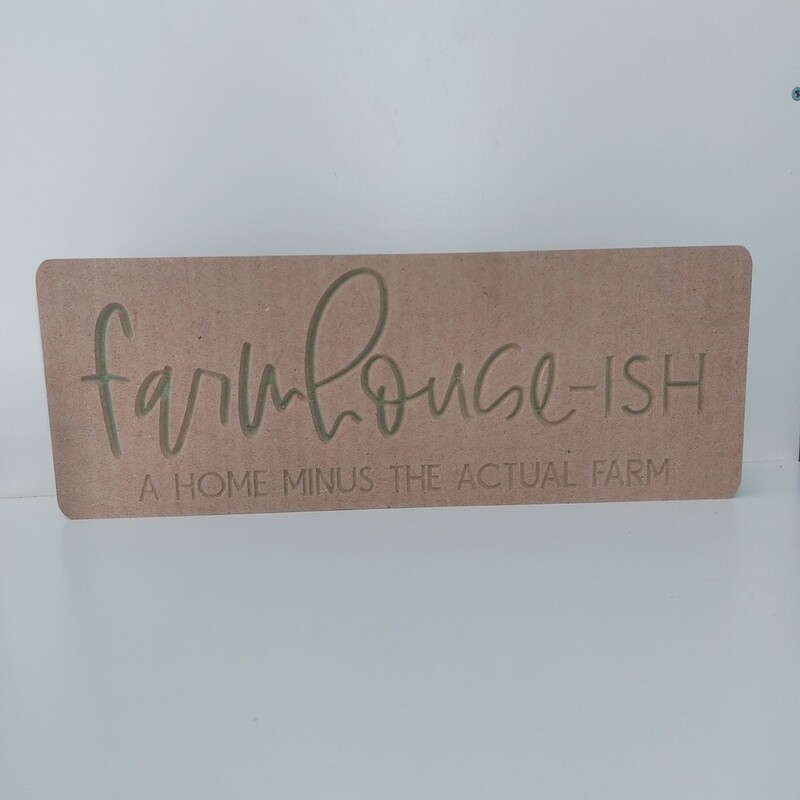 farmhouse-ISH
A HOME MINUS THE ACTUAL FARM